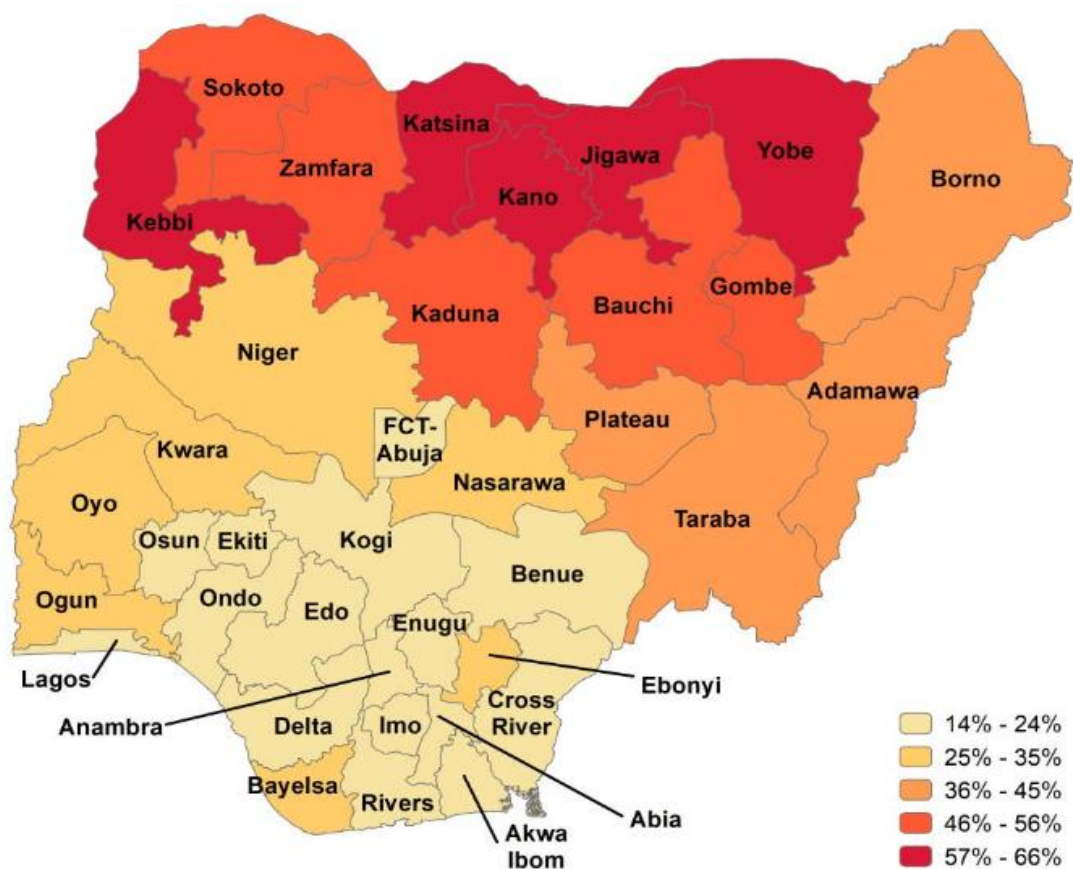 Sokoto
Katsina
Jigawa
Yobe
Zamfara
Borno
Kano
Kebbi
Gombe
Bauchi
Kaduna
Niger
Adamawa
Plateau
FCT-
Abuja
Kwara
Nasarawa
Oyo
Taraba
Osun
Ekiti
Kogi
Benue
Ogun
Ondo
Edo
Enugu
Lagos
Ebonyi
Anambra
Cross
River
Delta
Imo
Bayelsa
Rivers
Abia
Akwa
Ibom
14% - 24%
25% - 35%
36% - 45%
46% - 56%
57% - 66%